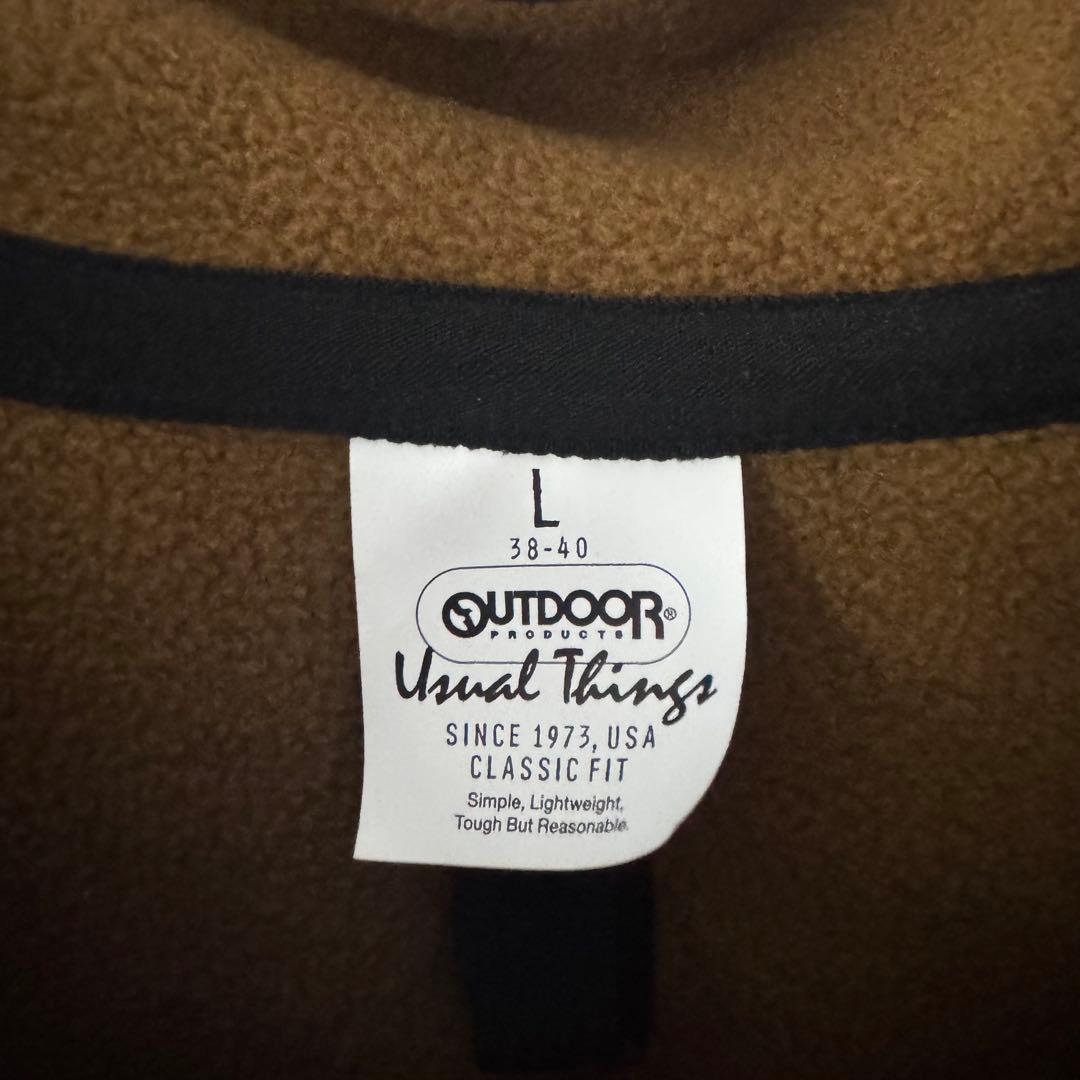 L
38-40
OUTDOOR®
PRODUCTS
Usual Things
SINCE 1973, USA
CLASSIC FIT
Simple, Lightweight,
Tough But Reasonable.